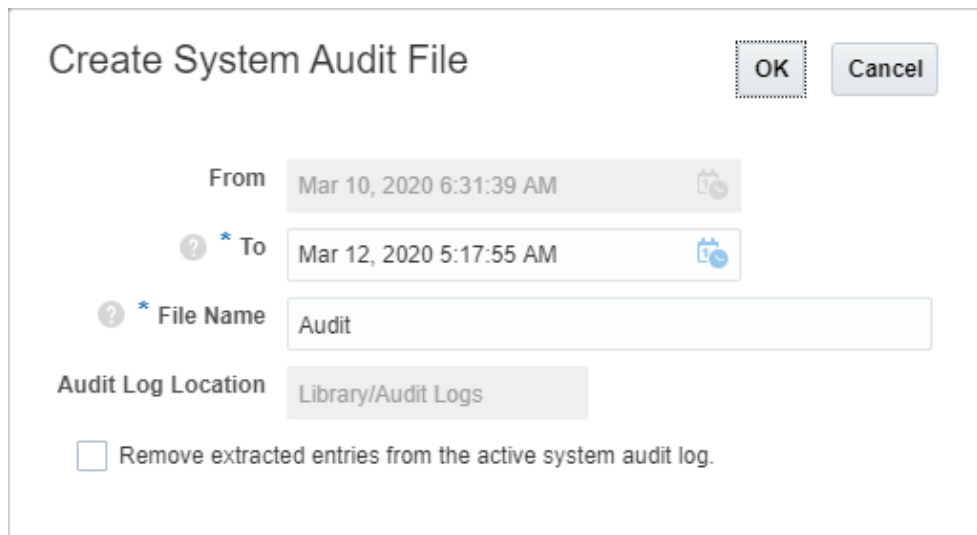 Create System Audit File
OK
Cancel
From
Mar 10, 2020 6:31:39 AM
? * To
Mar 12, 2020 5:17:55 AM
? * File Name
Audit
Audit Log Location
Library/Audit Logs
Remove extracted entries from the active system audit log.